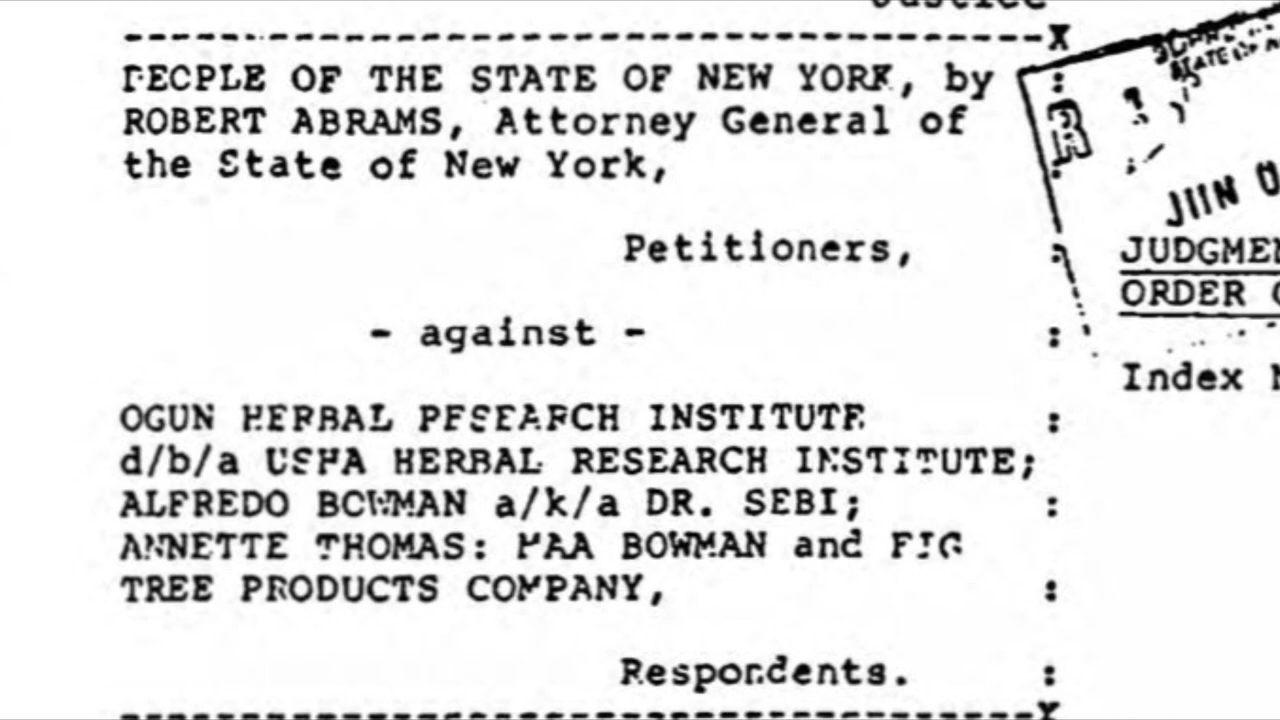 Justice
PEOPLE OF THE STATE OF NEW YORK, by
ROBERT ABRAMS, Attorney General of
the State of New York,
Petitioners,
JUDGMEN
ORDER
- against -
Index
OGUN HERBAL RESEARCH INSTITUTE
d/b/a USHA HERBAL RESEARCH INSTITUTE;
ALFREDO BOWMAN a/k/a DR. SEBI;
ANNETTE THOMAS: MAA BOWMAN and FIG
TREE PRODUCTS COMPANY,
Respondents.